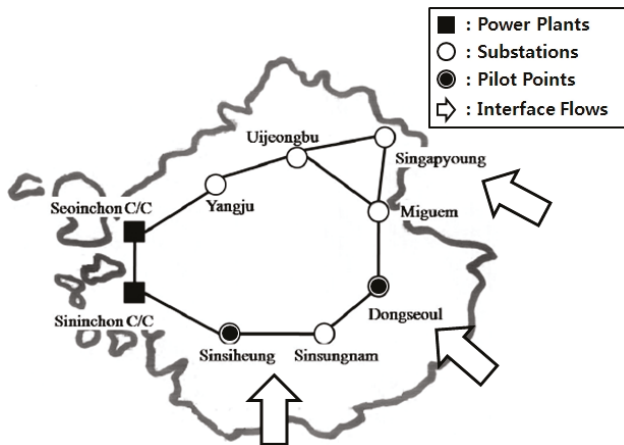 : Power Plants
: Substations
: Pilot Points
: Interface Flows
Uijeongbu
Singapyoung
Yangju
Seoinchon C/C
Miguem
Sininchon C/C
Dongseoul
Sinsiheung
Sinsungnam